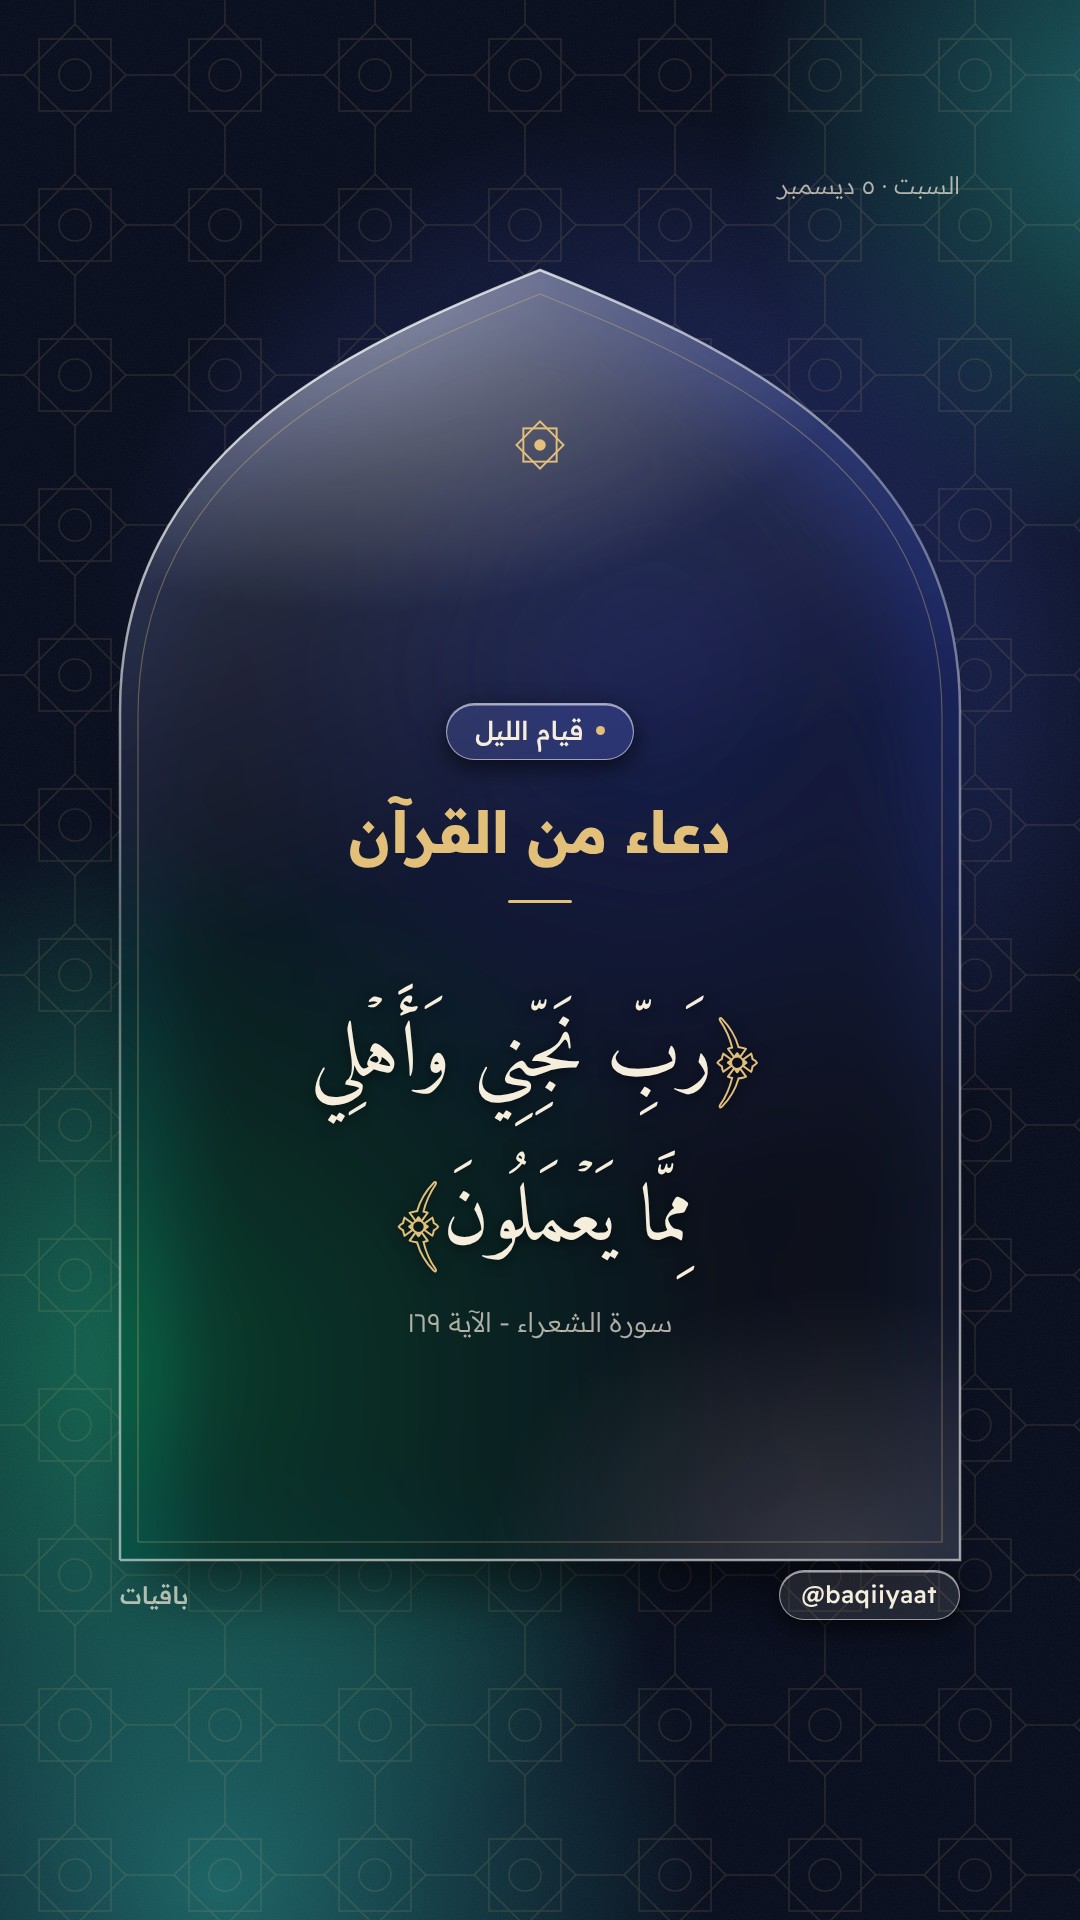 السبت · ٥ ديسمبر
قيام الليل
دعاء من القرآن
﴿رَبِّ نَجِّنِي وَأَهۡلِي
مِمَّا يَعۡمَلُونَ﴾
سورة الشعراء - الآية ١٦٩
باقيات
@baqiiyaat